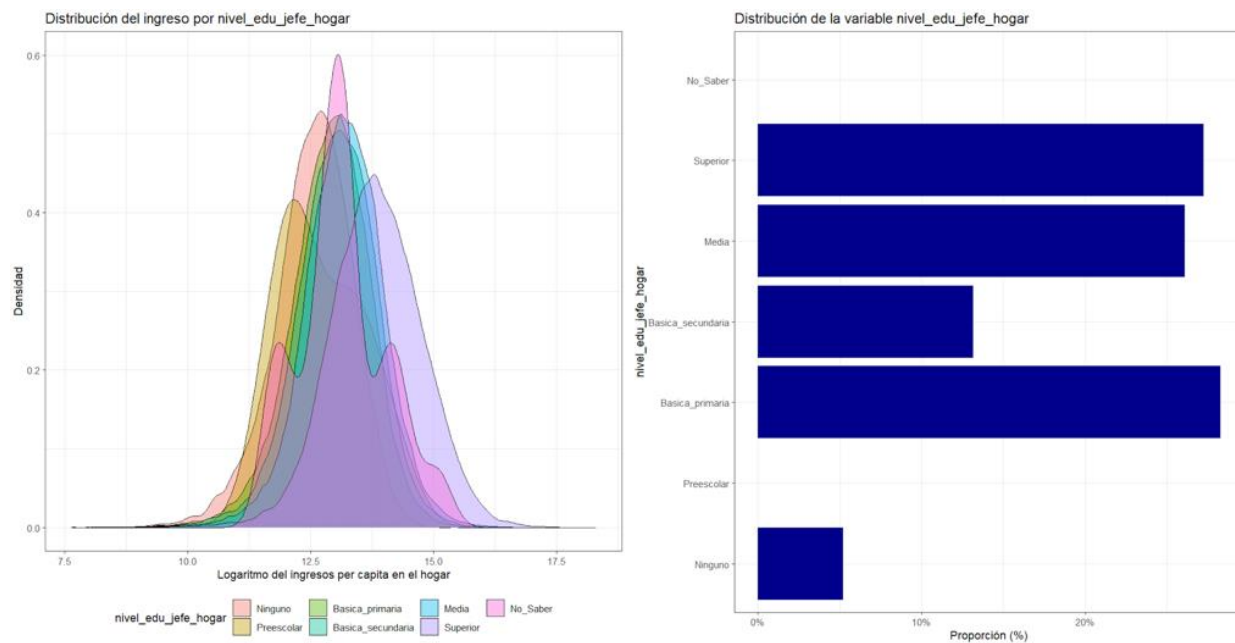 Distribución del ingreso por nivel_edu_jefe_hogar
0.6
0.4
0.2
0.0
Densidad
7.5 10.0 12.5 15.0 17.5
Logaritmo del ingresos per capita en el hogar
nivel_edu_jefe_hogar
Ninguno Basica_primaria Media No_Saber
Preescolar Basica_secundaria Superior
Distribución de la variable nivel_edu_jefe_hogar
No_Saber
Superior
Media
Basica_secundaria
Basica_primaria
Preescolar
Ninguno
nivel_edu_jefe_hogar
0% 10% 20%
Proporción (%)